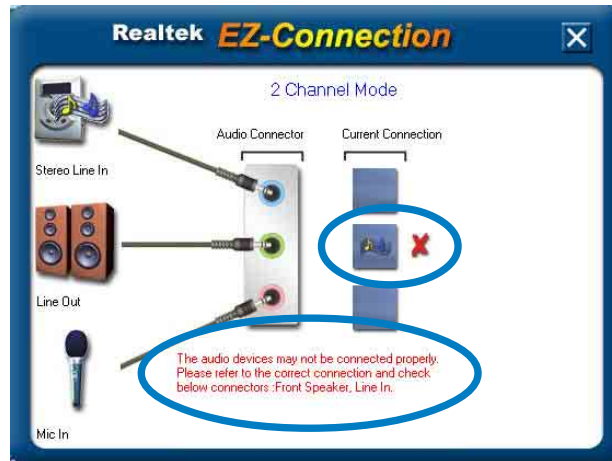 Realtek EZ-Connection
2 Channel Mode
Audio Connector Current Connection
Stereo Line In
Line Out
The audio devices may not be connected properly.
Please refer to the correct connection and check
below connectors :Front Speaker, Line In.
Mic In